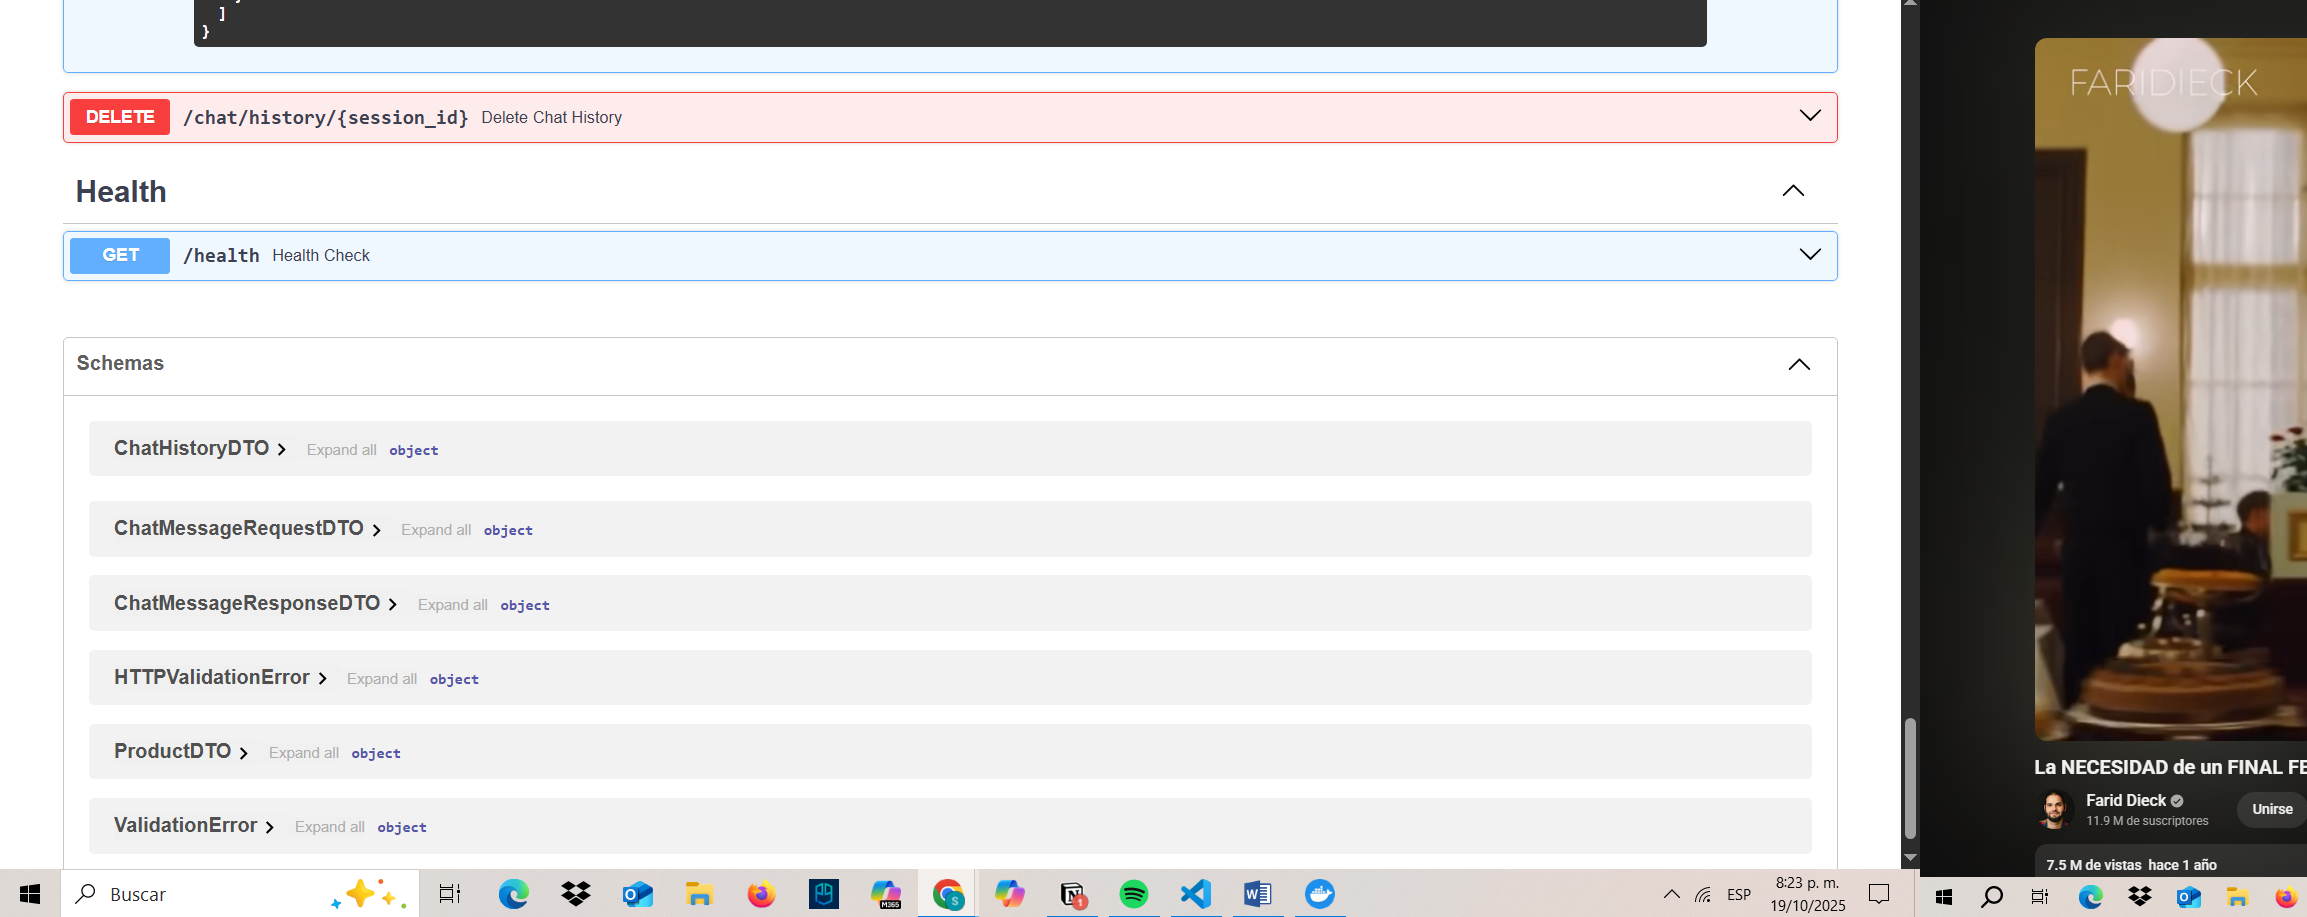 ]
}
DELETE /chat/history/{session_id} Delete Chat History
Health
GET /health Health Check
Schemas
ChatHistoryDTO Expand all object
ChatMessageRequestDTO Expand all object
ChatMessageResponseDTO Expand all object
HTTPValidationError Expand all object
ProductDTO Expand all object
ValidationError Expand all object
Buscar
M365
S
1
ESP
8:23 p. m.
19/10/2025
FARIDIECK
La NECESIDAD de un FINAL FE
Farid Dieck
11.9 M de suscriptores
Unirse
7.5 M de vistas hace 1 año